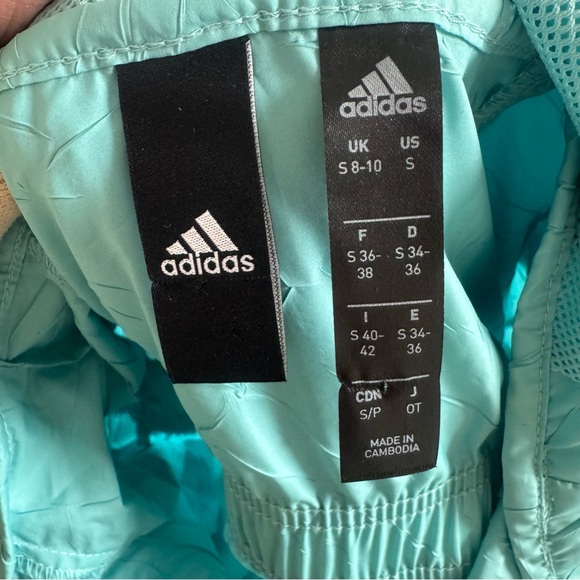 adidas
adidas
UK US
S 8-10 S
F D
S 36-38 S 34-36
I E
S 40-42 S 34-36
CDN J
S/P OT
MADE IN
CAMBODIA